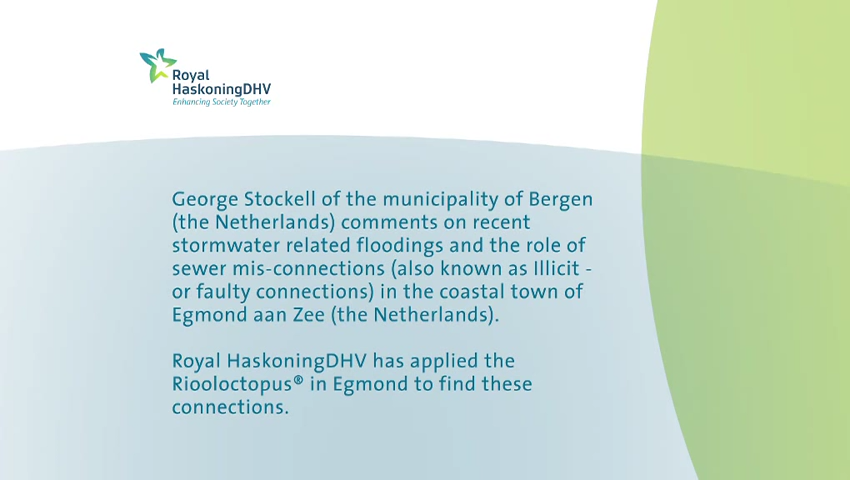 Royal
HaskoningDHV
Enhancing Society Together
George Stockell of the municipality of Bergen
(the Netherlands) comments on recent
stormwater related floodings and the role of
sewer mis-connections (also known as Illicit -
or faulty connections) in the coastal town of
Egmond aan Zee (the Netherlands).
Royal HaskoningDHV has applied the
Riooloctopus® in Egmond to find these
connections.